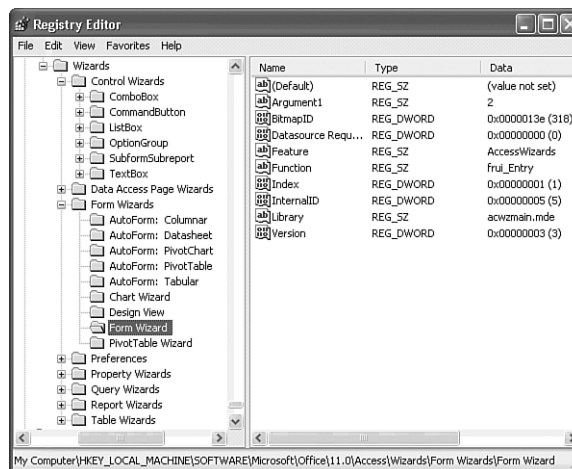 Registry Editor
File Edit View Favorites Help
Wizards
Control Wizards
ComboBox
CommandButton
ListBox
OptionGroup
SubformSubreport
TextBox
Data Access Page Wizards
Form Wizards
AutoForm: Columnar
AutoForm: Datasheet
AutoForm: PivotChart
AutoForm: PivotTable
AutoForm: Tabular
Chart Wizard
Design View
Form Wizard
PivotTable Wizard
Preferences
Property Wizards
Query Wizards
Report Wizards
Table Wizards
Name Type Data
(Default) REG_SZ (value not set)
Argument1 REG_SZ 2
BitmapID REG_DWORD 0x0000013e (318)
Datasource Requ... REG_DWORD 0x00000000 (0)
Feature REG_SZ AccessWizards
Function REG_SZ frui_Entry
Index REG_DWORD 0x00000001 (1)
InternalID REG_DWORD 0x00000005 (5)
Library REG_SZ acwzmain.mde
Version REG_DWORD 0x00000003 (3)
My Computer\HKEY_LOCAL_MACHINE\SOFTWARE\Microsoft\Office\11.0\Access\Wizards\Form Wizards\Form Wizard